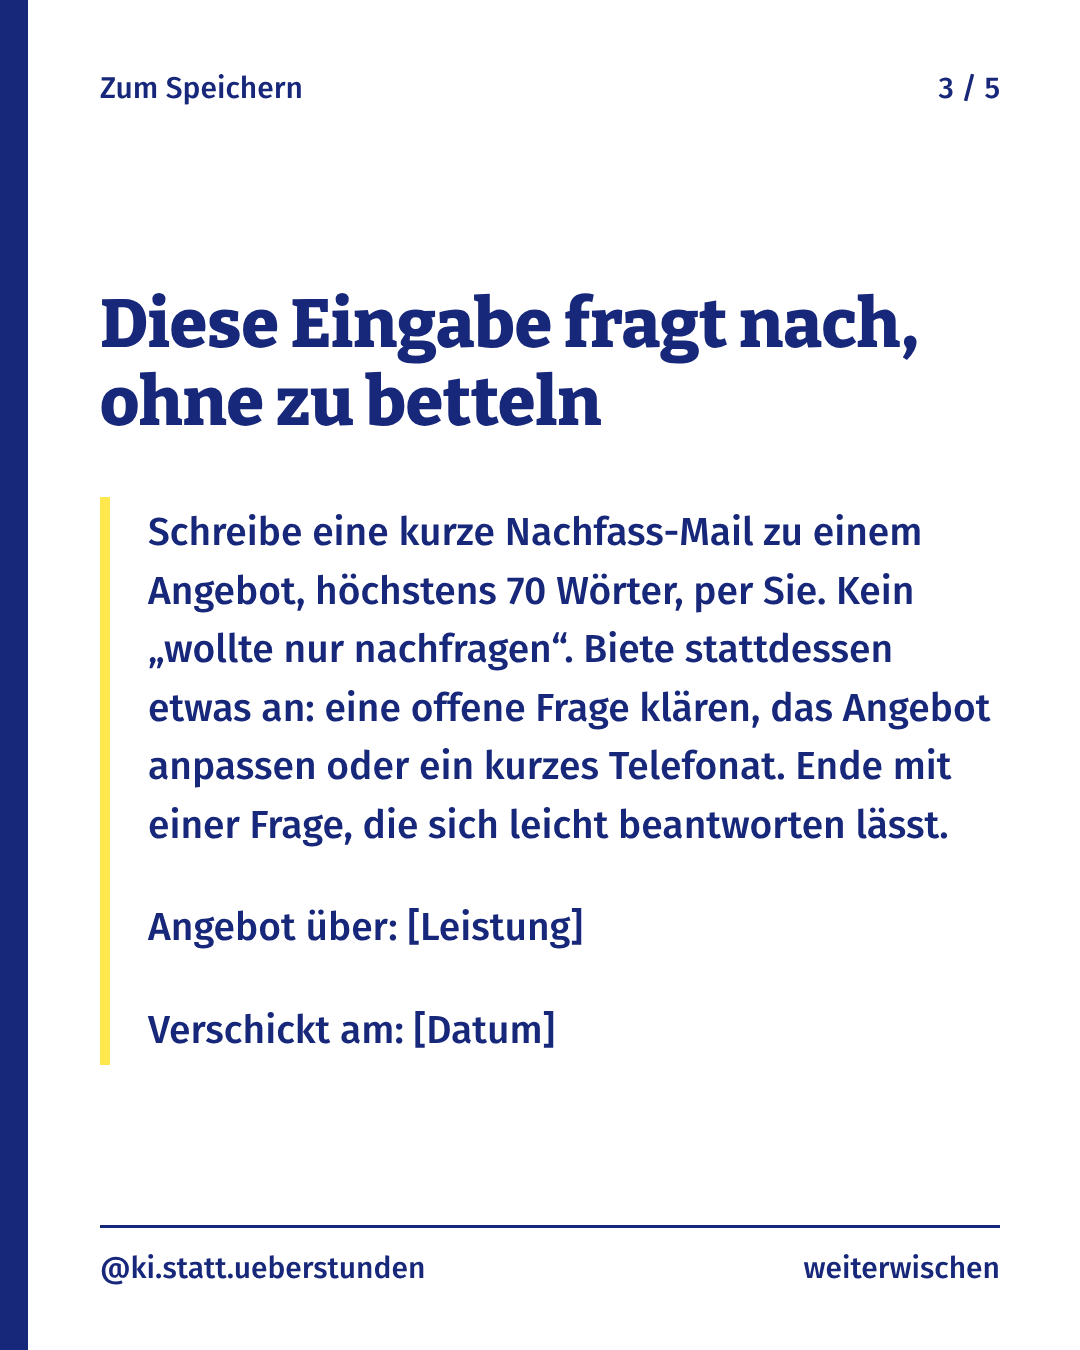 Zum Speichern
3 / 5
Diese Eingabe fragt nach,
ohne zu betteln
Schreibe eine kurze Nachfass-Mail zu einem
Angebot, höchstens 70 Wörter, per Sie. Kein
„wollte nur nachfragen“. Biete stattdessen
etwas an: eine offene Frage klären, das Angebot
anpassen oder ein kurzes Telefonat. Ende mit
einer Frage, die sich leicht beantworten lässt.
Angebot über: [Leistung]
Verschickt am: [Datum]
@ki.statt.ueberstunden
weiterwischen